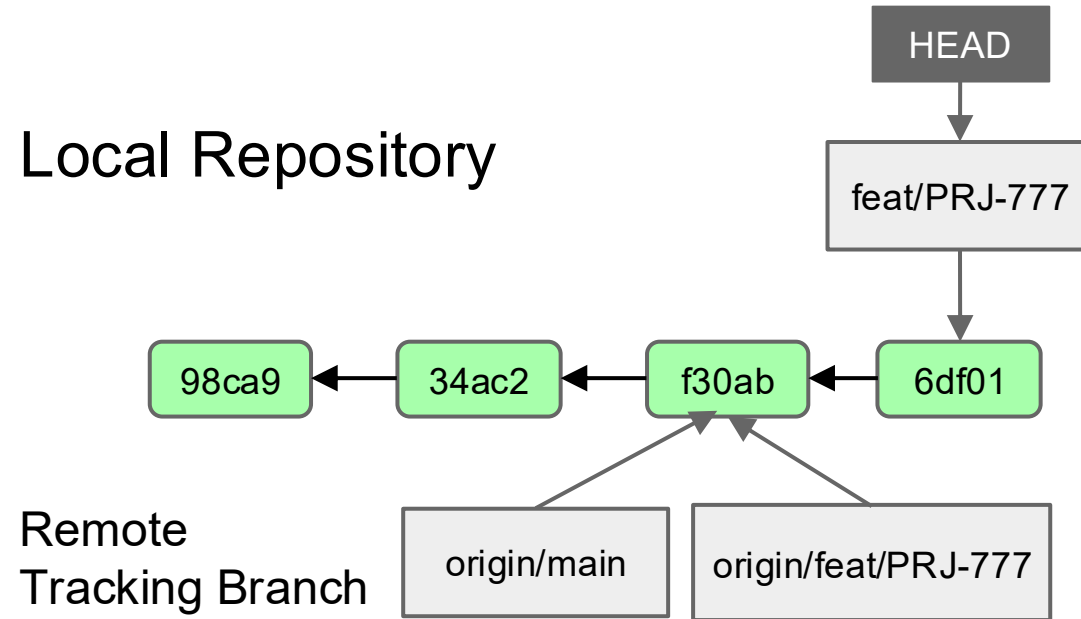 HEAD
Local Repository
feat/PRJ-777
98ca9
34ac2
f30ab
6df01
Remote
Tracking Branch
origin/main
origin/feat/PRJ-777